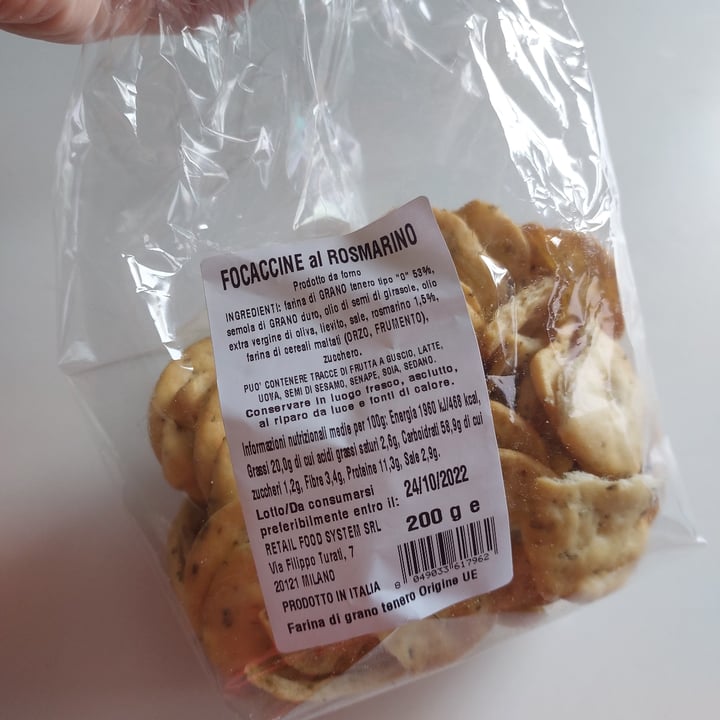 FOCACCINE al ROSMARINO
Prodotto da forno
INGREDIENTI: farina di GRANO tenero tipo "0" 53%,
semola di GRANO duro, olio di semi di girasole, olio
extra vergine di oliva, lievito, sale, rosmarino 1,5%,
farina di cereali maltati (ORZO, FRUMENTO),
zucchero.
PUO' CONTENERE TRACCE DI FRUTTA A GUSCIO, LATTE,
UOVA, SEMI DI SESAMO, SENAPE, SOIA, SEDANO.
Conservare in luogo fresco, asciutto,
al riparo da luce e fonti di calore.
Informazioni nutrizionali medie per 100g: Energia 1960 kJ/468 kcal,
Grassi 20,0g di cui acidi grassi saturi 2,6g, Carboidrati 58,9g di cui
zuccheri 1,2g, Fibre 3,4g, Proteine 11,3g, Sale 2,9g.
Lotto/Da consumarsi
preferibilmente entro il: 24/10/2022
RETAIL FOOD SYSTEM SRL 200 g e
Via Filippo Turati, 7
20121 MILANO
8 049033 617962
PRODOTTO IN ITALIA
Farina di grano tenero Origine UE